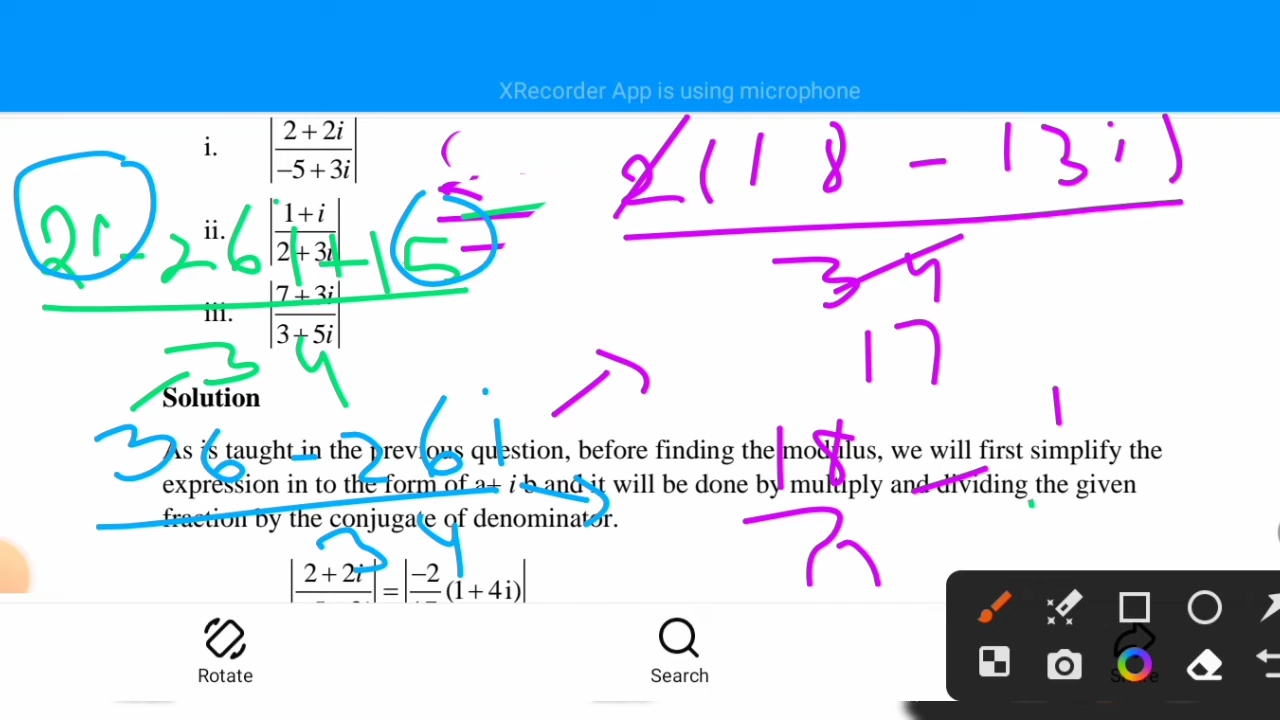 XRecorder App is using microphone
i. |2+2i / −5+3i|
2(18 − 13i)
ii. |1+i / 2+3i|
21 − 26i + 15
34
iii. |7+3i / 3+5i|
34
17
Solution
36 − 26i
18
1
As is taught in the previous question, before finding the modulus, we will first simplify the
expression in to the form of a+ i b and it will be done by multiply and dividing the given
fraction by the conjugate of denominator.
34
|2+2i = |−2 (1+4i)|
Rotate
Search